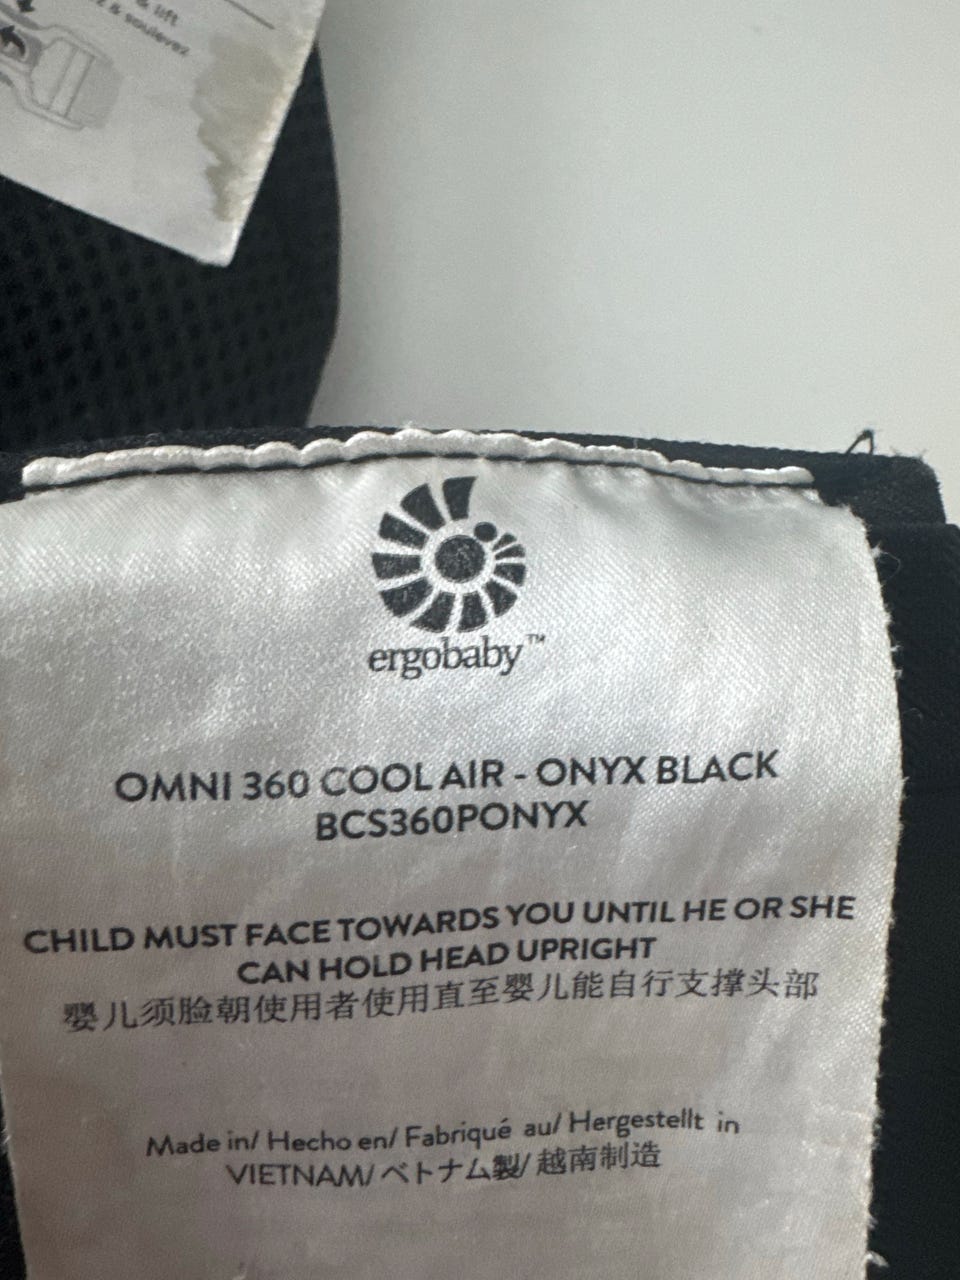 & lift
z & soulevez
ergobaby™
OMNI 360 COOL AIR - ONYX BLACK
BCS360PONYX
CHILD MUST FACE TOWARDS YOU UNTIL HE OR SHE
CAN HOLD HEAD UPRIGHT
婴儿须脸朝使用者使用直至婴儿能自行支撑头部
Made in/ Hecho en/ Fabriqué au/ Hergestellt in
VIETNAM/ベトナム製/越南制造